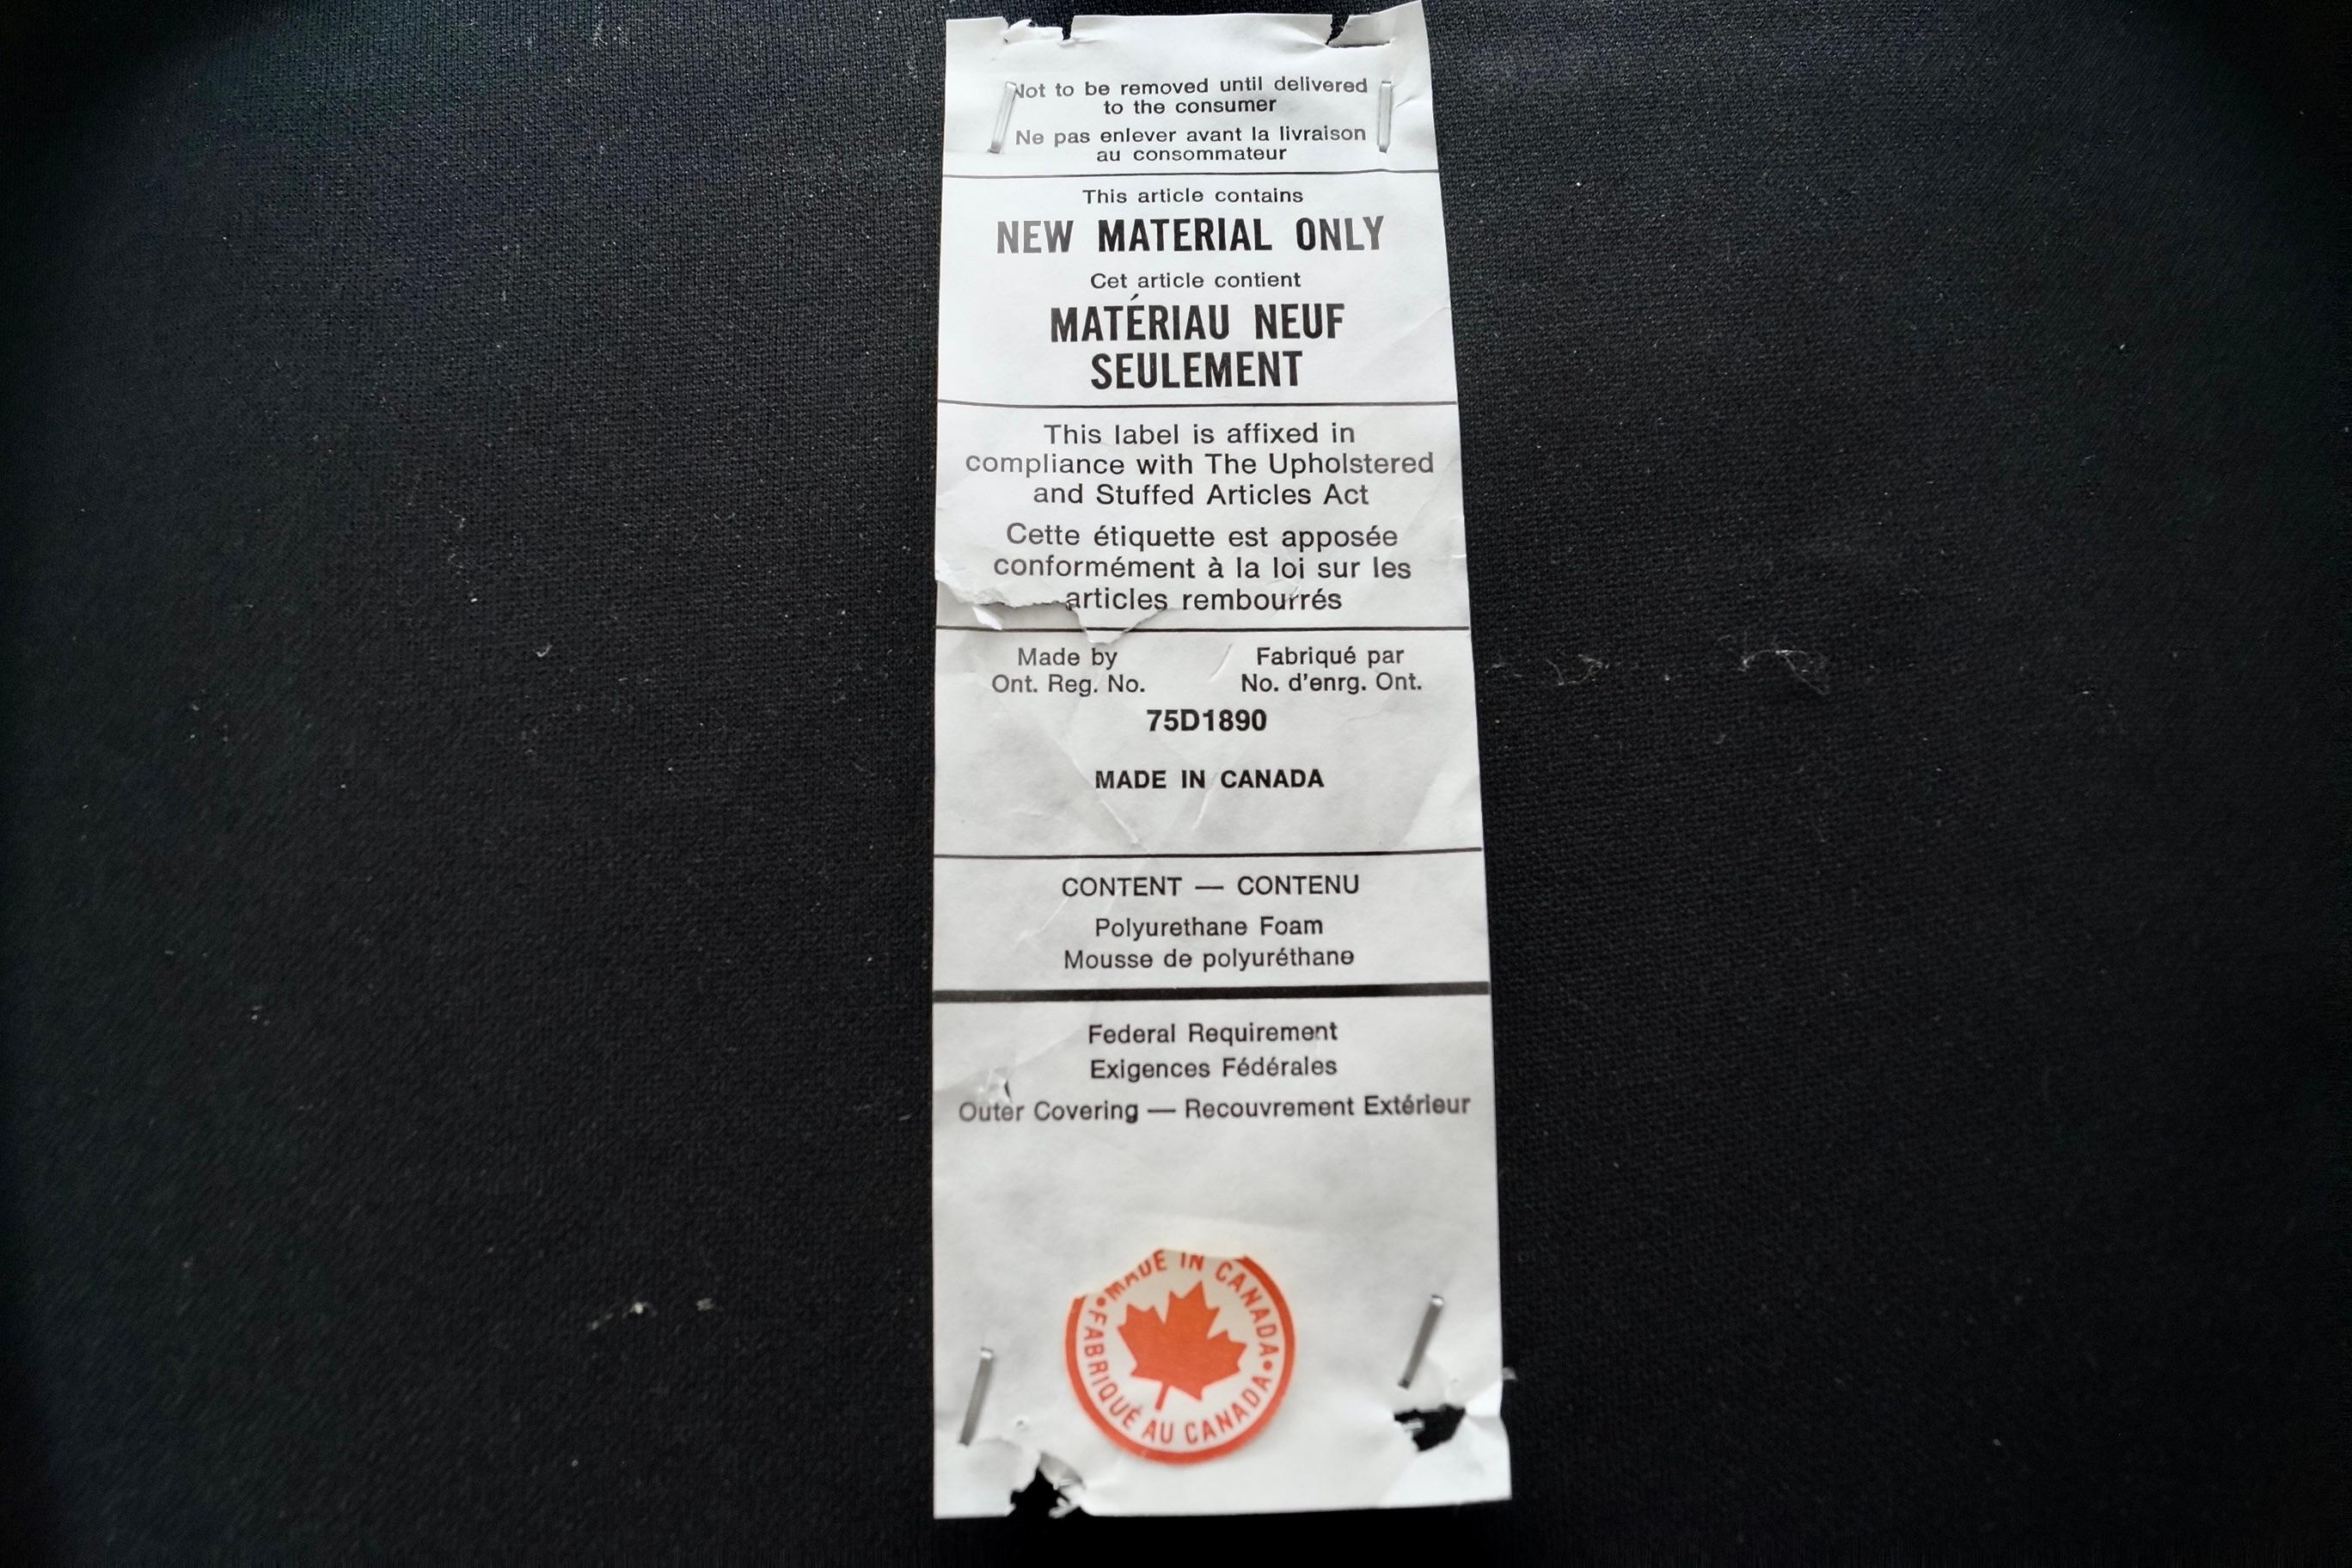 Not to be removed until delivered
to the consumer
Ne pas enlever avant la livraison
au consommateur
This article contains
NEW MATERIAL ONLY
Cet article contient
MATÉRIAU NEUF
SEULEMENT
This label is affixed in
compliance with The Upholstered
and Stuffed Articles Act
Cette étiquette est apposée
conformément à la loi sur les
articles rembourrés
Made by Fabriqué par
Ont. Reg. No. No. d'enrg. Ont.
75D1890
MADE IN CANADA
CONTENT — CONTENU
Polyurethane Foam
Mousse de polyuréthane
Federal Requirement
Exigences Fédérales
Outer Covering — Recouvrement Extérieur
•MADE IN CANADA•
FABRIQUÉ AU CANADA